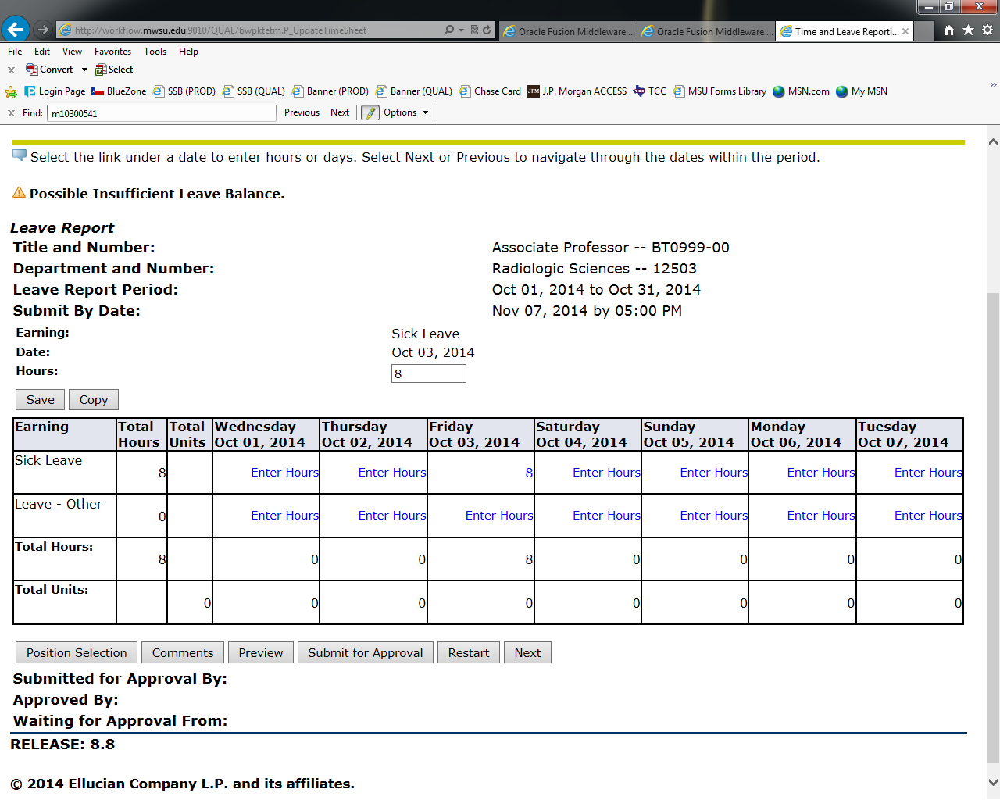 http://workflow.mwsu.edu:9010/QUAL/bwpktetm.P_UpdateTimeSheet
Oracle Fusion Middleware ...
Oracle Fusion Middleware ...
Time and Leave Reporti...
File Edit View Favorites Tools Help
x Convert Select
Login Page BlueZone SSB (PROD) SSB (QUAL) Banner (PROD) Banner (QUAL) Chase Card JPM J.P. Morgan ACCESS TCC MSU Forms Library MSN.com My MSN
x Find: m10300541 Previous Next Options
Select the link under a date to enter hours or days. Select Next or Previous to navigate through the dates within the period.
Possible Insufficient Leave Balance.
Leave Report
Title and Number: Associate Professor -- BT0999-00
Department and Number: Radiologic Sciences -- 12503
Leave Report Period: Oct 01, 2014 to Oct 31, 2014
Submit By Date: Nov 07, 2014 by 05:00 PM
Earning: Sick Leave
Date: Oct 03, 2014
Hours: 8
Save Copy
Earning Total Total Wednesday Thursday Friday Saturday Sunday Monday Tuesday
Hours Units Oct 01, 2014 Oct 02, 2014 Oct 03, 2014 Oct 04, 2014 Oct 05, 2014 Oct 06, 2014 Oct 07, 2014
Sick Leave 8 Enter Hours Enter Hours 8 Enter Hours Enter Hours Enter Hours Enter Hours
Leave - Other 0 Enter Hours Enter Hours Enter Hours Enter Hours Enter Hours Enter Hours Enter Hours
Total Hours: 8 0 0 8 0 0 0 0
Total Units: 0 0 0 0 0 0 0 0
Position Selection Comments Preview Submit for Approval Restart Next
Submitted for Approval By:
Approved By:
Waiting for Approval From:
RELEASE: 8.8
© 2014 Ellucian Company L.P. and its affiliates.